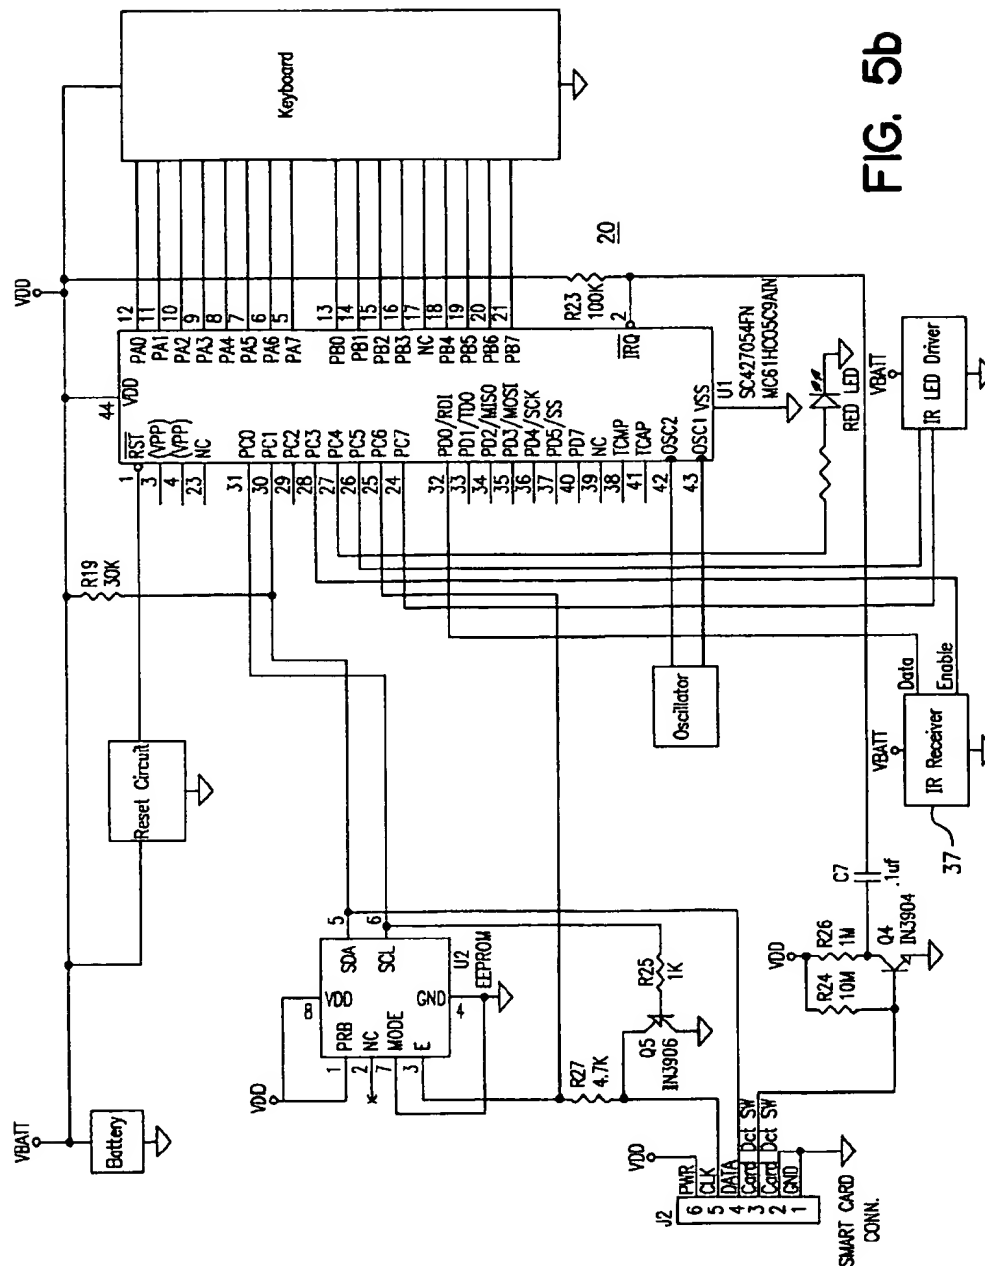 FIG. 5b
20
VBATT
Battery
VDD
Reset Circuit
R19
30K
Keyboard
44
VDD
1 RST
3 (VPP)
4 (VPP)
23 NC
31 PC0
30 PC1
29 PC2
28 PC3
27 PC4
26 PC5
25 PC6
24 PC7
32 PD0/RDI
33 PD1/TDO
34 PD2/MISO
35 PD3/MOSI
36 PD4/SCK
37 PD5/SS
40 PD7
39 NC
38 TCMP
41 TCAP
42 OSC2
43 OSC1
VSS
PA0 12
PA1 11
PA2 10
PA3 9
PA4 8
PA5 7
PA6 6
PA7 5
PB0 13
PB1 14
PB2 15
PB3 16
NC 17
PB4 18
PB5 19
PB6 20
PB7 21
IRQ 2
R23
100K
U1
SC427054FN
MC61HC05C9AIN
RED LED
VBATT
IR LED Driver
Oscillator
Data
Enable
VBATT
IR Receiver
37
VDD
8
VDD
1 PRB
2 NC
7 MODE
3 E
SDA 5
SCL 6
GND
4
U2
EEPROM
R27
4.7K
R25
1K
Q5
IN3906
VDD
R24
10M
R26
1M
C7
.1uf
Q4
IN3904
VDD
J2
6 PWR
5 CLK
4 DATA
3 Card Dct SW
2 Card Dct SW
1 GND
SMART CARD
CONN.